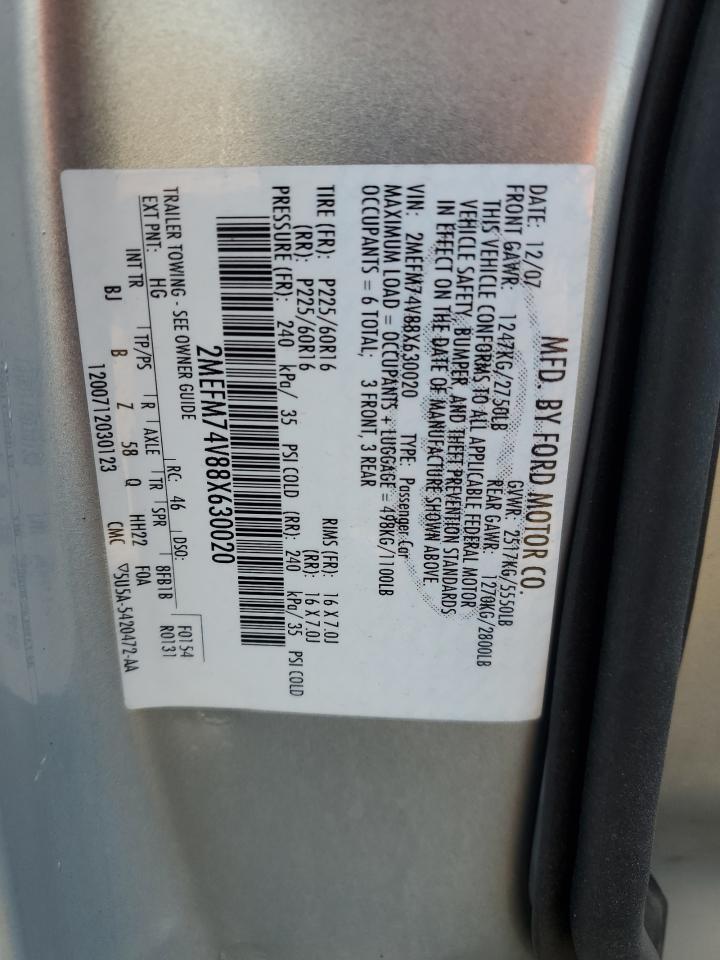 MFD. BY FORD MOTOR CO.
DATE: 12/07 GVWR: 2517KG/5550LB
FRONT GAWR: 1247KG/2750LB REAR GAWR: 1270KG/2800LB
THIS VEHICLE CONFORMS TO ALL APPLICABLE FEDERAL MOTOR
VEHICLE SAFETY, BUMPER, AND THEFT PREVENTION STANDARDS
IN EFFECT ON THE DATE OF MANUFACTURE SHOWN ABOVE.
VIN: 2MEFM74V88X630020 TYPE: Passenger Car
MAXIMUM LOAD = OCCUPANTS + LUGGAGE = 498KG/1100LB
OCCUPANTS = 6 TOTAL; 3 FRONT, 3 REAR
TIRE (FR): P225/60R16 RIMS (FR): 16 X 7.0J
(RR): P225/60R16 (RR): 16 X 7.0J
PRESSURE (FR): 240 kPa/ 35 PSI COLD (RR): 240 kPa/ 35 PSI COLD
2MEFM74V88X630020
TRAILER TOWING - SEE OWNER GUIDE F0154
R0131
EXT PNT: HG RC: 46 DSO: 8FB1B
INT TR TP/PS R AXLE TR SPR
BJ B Z 58 Q HH22 F0A
1200712030123 CMC ▽5U5A-5420472-AA